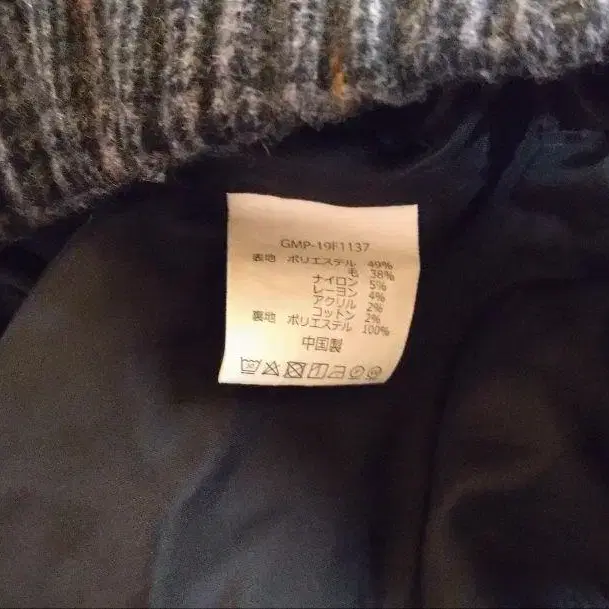 GMP-19F1137
表地 ポリエステル 49%
毛 38%
ナイロン 5%
レーヨン 4%
アクリル 2%
コットン 2%
裏地 ポリエステル 100%
中国製